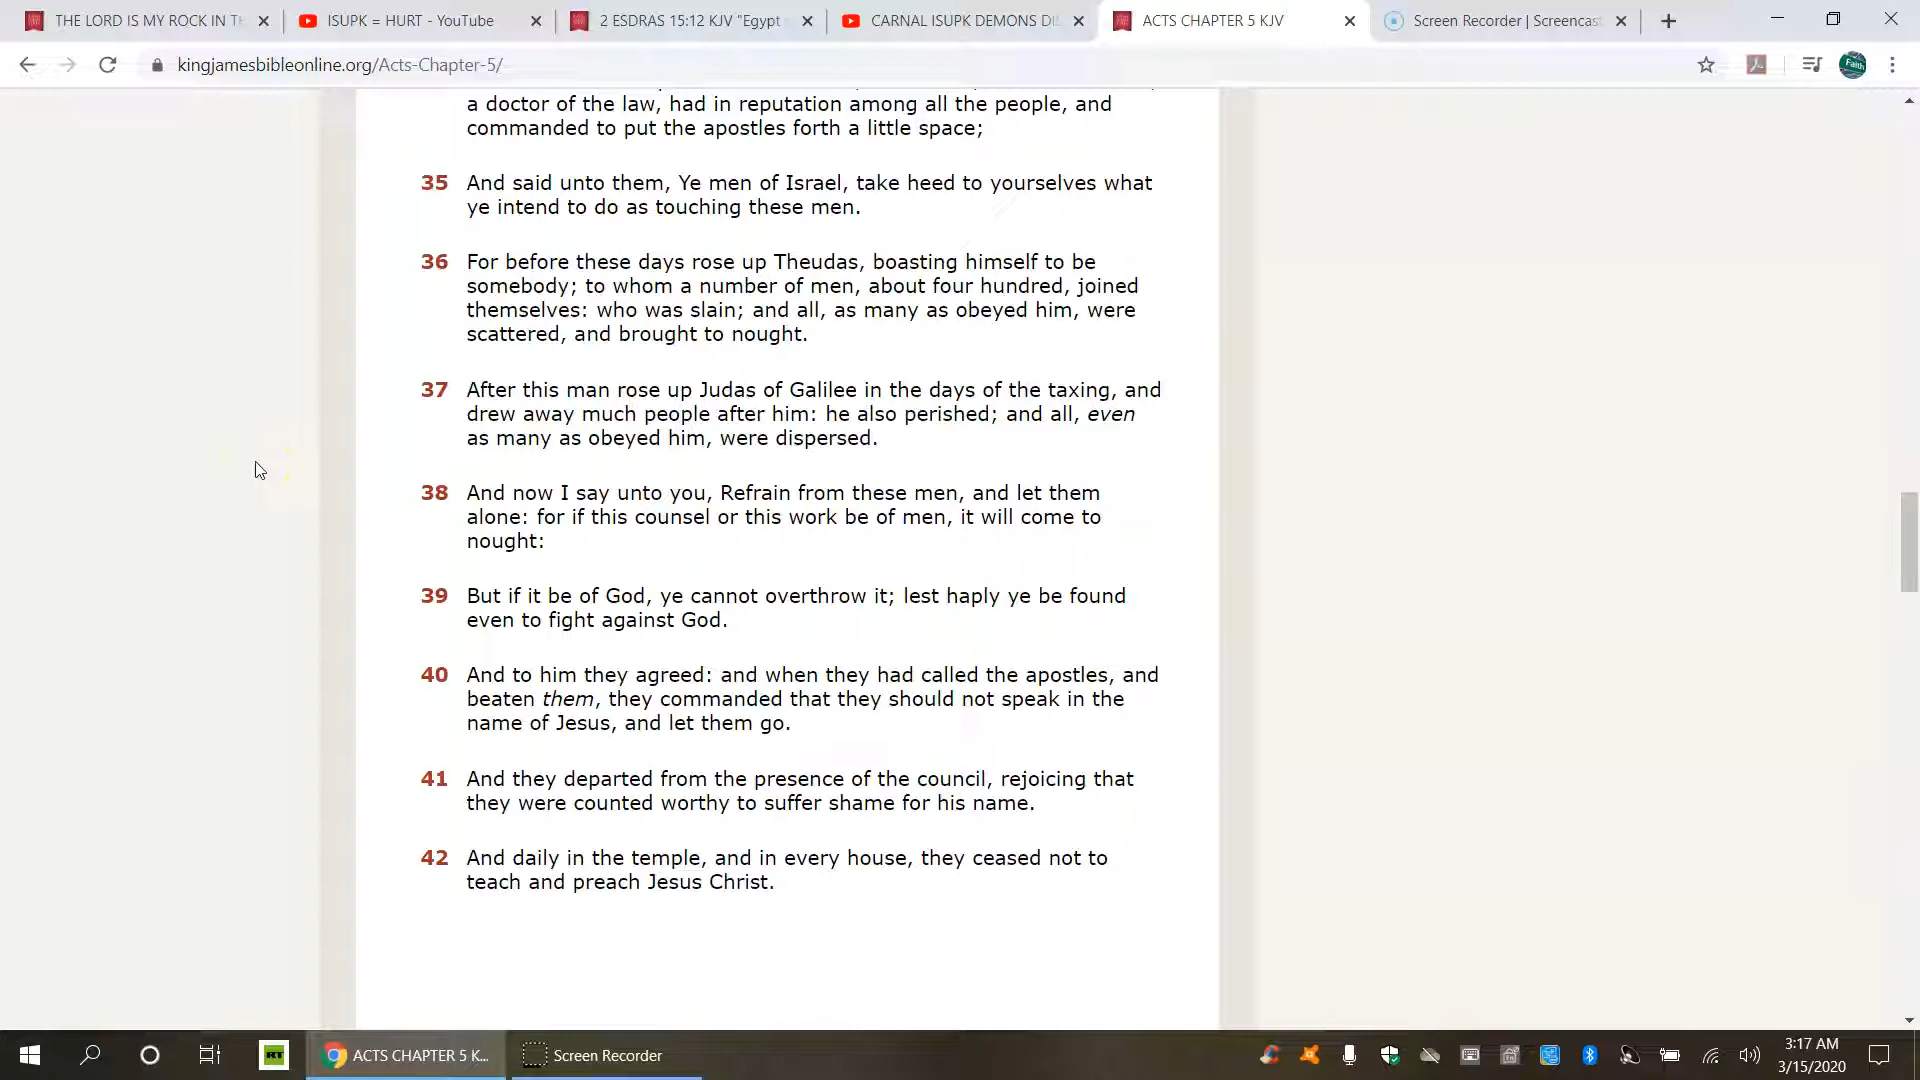 THE LORD IS MY ROCK IN T
ISUPK = HURT - YouTube
2 ESDRAS 15:12 KJV "Egypt
CARNAL ISUPK DEMONS DI
ACTS CHAPTER 5 KJV
Screen Recorder | Screencast
kingjamesbibleonline.org/Acts-Chapter-5/
Faith
a doctor of the law, had in reputation among all the people, and
commanded to put the apostles forth a little space;
35 And said unto them, Ye men of Israel, take heed to yourselves what
ye intend to do as touching these men.
36 For before these days rose up Theudas, boasting himself to be
somebody; to whom a number of men, about four hundred, joined
themselves: who was slain; and all, as many as obeyed him, were
scattered, and brought to nought.
37 After this man rose up Judas of Galilee in the days of the taxing, and
drew away much people after him: he also perished; and all, even
as many as obeyed him, were dispersed.
38 And now I say unto you, Refrain from these men, and let them
alone: for if this counsel or this work be of men, it will come to
nought:
39 But if it be of God, ye cannot overthrow it; lest haply ye be found
even to fight against God.
40 And to him they agreed: and when they had called the apostles, and
beaten them, they commanded that they should not speak in the
name of Jesus, and let them go.
41 And they departed from the presence of the council, rejoicing that
they were counted worthy to suffer shame for his name.
42 And daily in the temple, and in every house, they ceased not to
teach and preach Jesus Christ.
RT
ACTS CHAPTER 5 K...
Screen Recorder
3:17 AM
3/15/2020